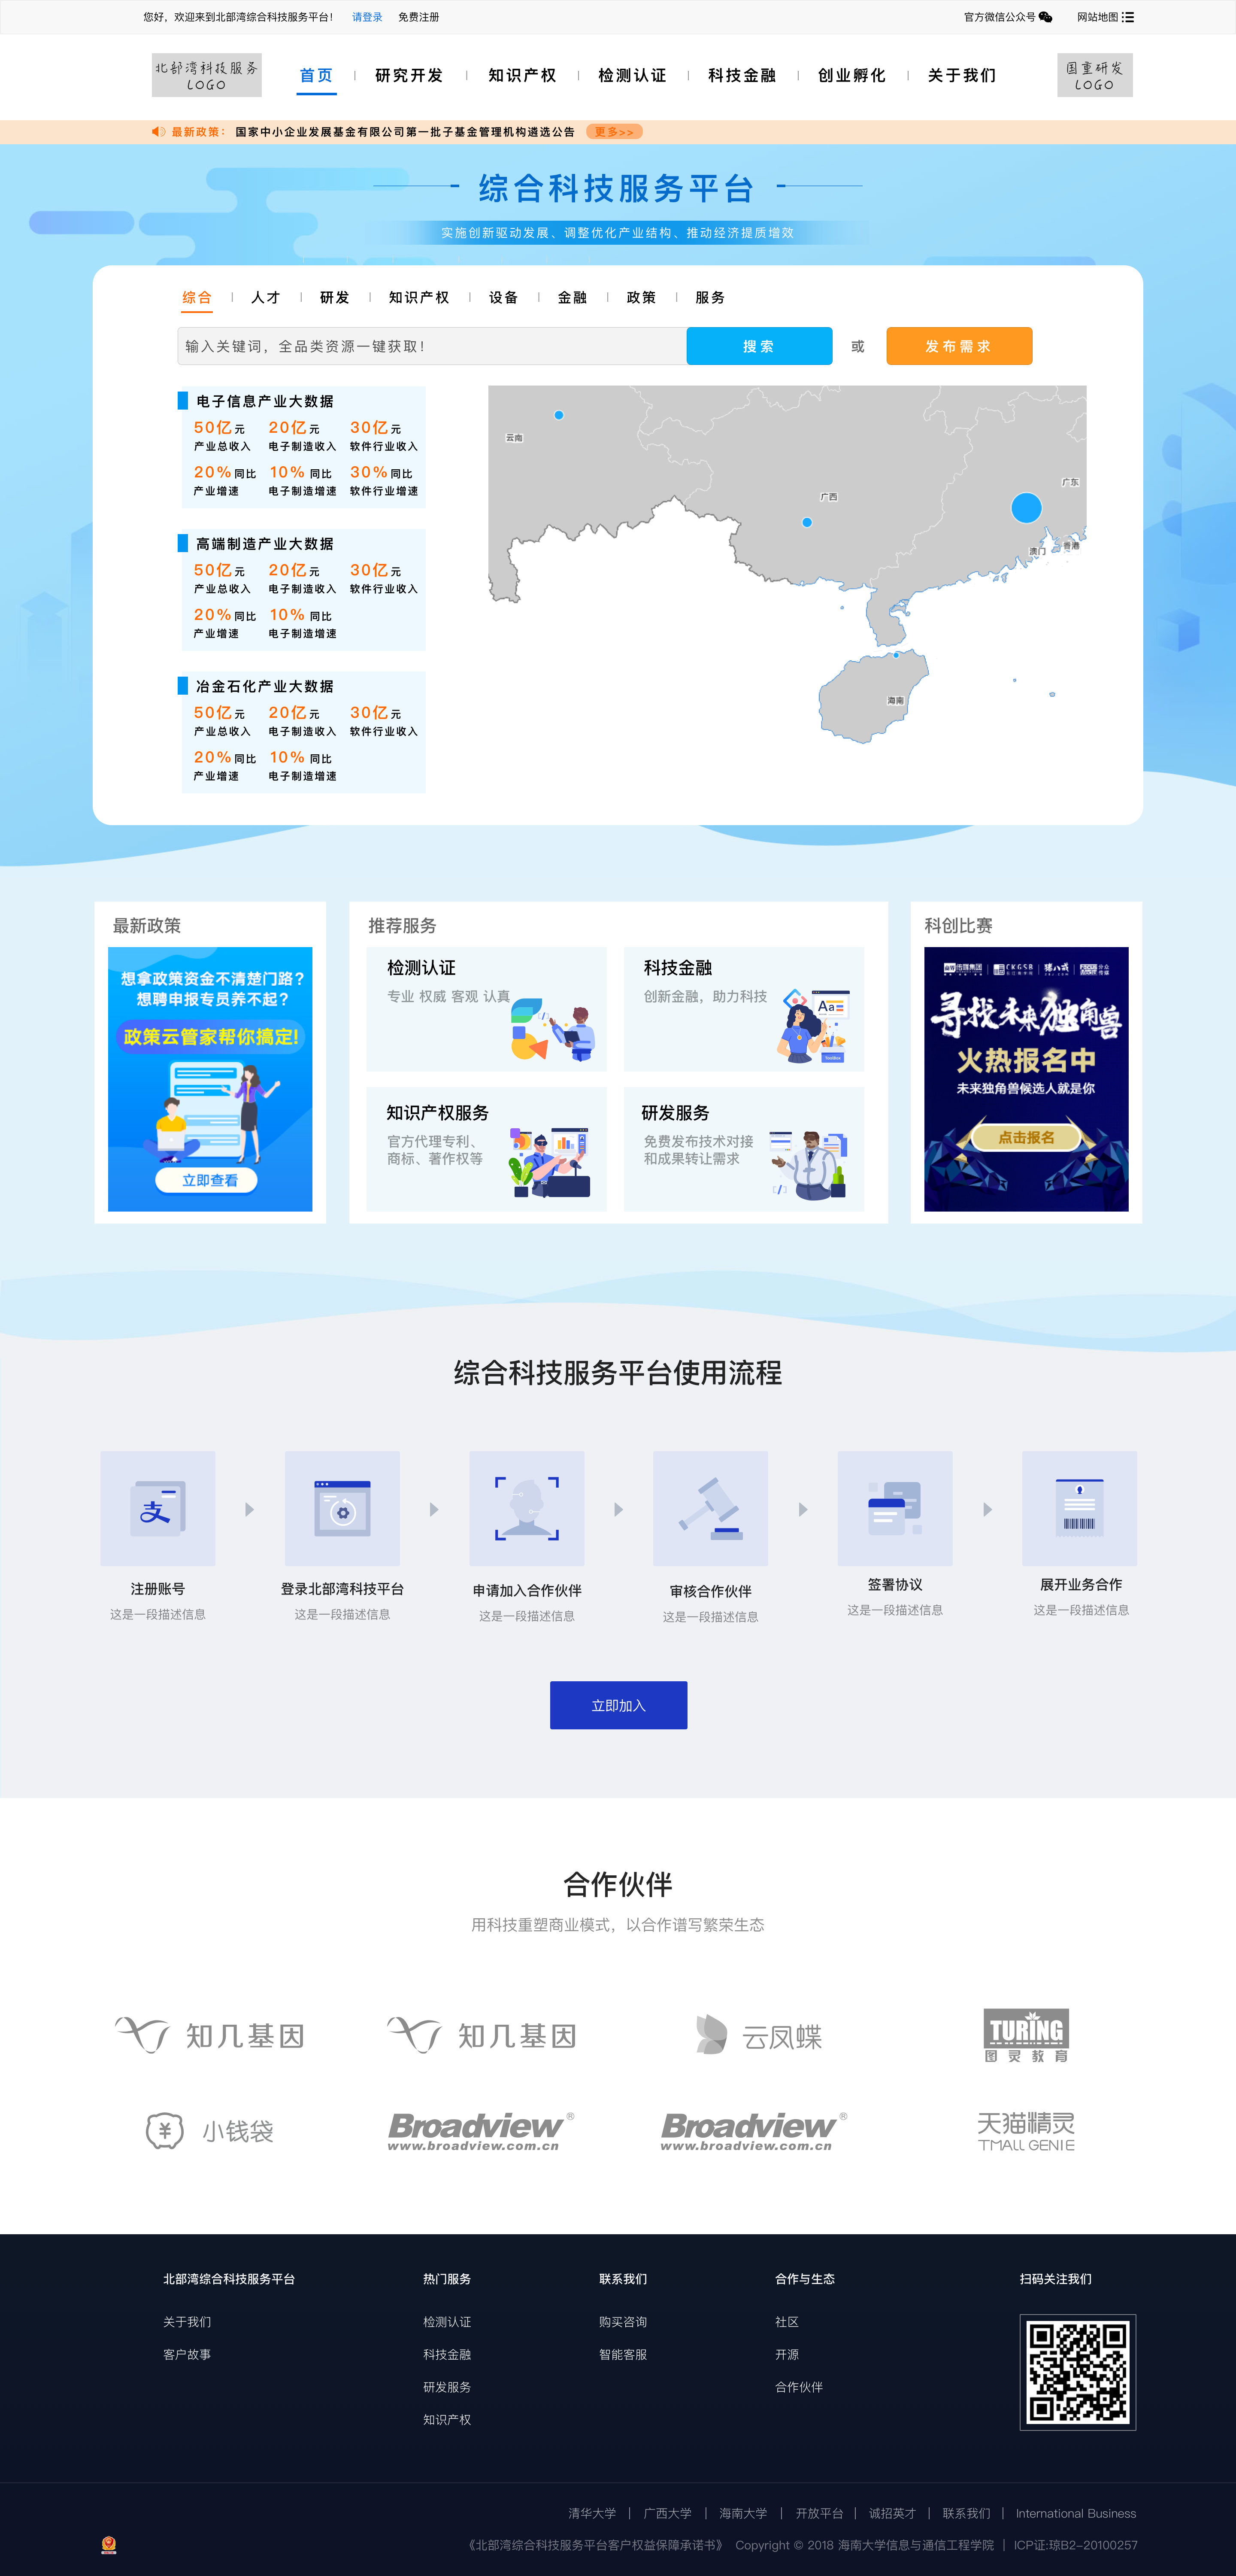 您好，欢迎来到北部湾综合科技服务平台！ 请登录 免费注册 官方微信公众号 网站地图
北部湾科技服务
LOGO
首页 研究开发 知识产权 检测认证 科技金融 创业孵化 关于我们
国重研发
LOGO
最新政策： 国家中小企业发展基金有限公司第一批子基金管理机构遴选公告 更多>>
综合科技服务平台
实施创新驱动发展、调整优化产业结构、推动经济提质增效
综合 人才 研发 知识产权 设备 金融 政策 服务
输入关键词，全品类资源一键获取！ 搜索 或 发布需求
电子信息产业大数据
50亿元 20亿元 30亿元
产业总收入 电子制造收入 软件行业收入
20%同比 10%同比 30%同比
产业增速 电子制造增速 软件行业增速
高端制造产业大数据
50亿元 20亿元 30亿元
产业总收入 电子制造收入 软件行业收入
20%同比 10%同比
产业增速 电子制造增速
冶金石化产业大数据
50亿元 20亿元 30亿元
产业总收入 电子制造收入 软件行业收入
20%同比 10%同比
产业增速 电子制造增速
云南
广西
广东
澳门 香港
海南
最新政策
想拿政策资金不清楚门路？
想聘申报专员养不起？
政策云管家帮你搞定！
立即查看
推荐服务
检测认证
专业 权威 客观 认真
科技金融
创新金融，助力科技
Aa
知识产权服务
官方代理专利、
商标、著作权等
研发服务
免费发布技术对接
和成果转让需求
科创比赛
CKGSB
寻找未来独角兽
火热报名中
未来独角兽候选人就是你
点击报名
综合科技服务平台使用流程
支
注册账号
这是一段描述信息
登录北部湾科技平台
这是一段描述信息
申请加入合作伙伴
这是一段描述信息
审核合作伙伴
这是一段描述信息
签署协议
这是一段描述信息
展开业务合作
这是一段描述信息
立即加入
合作伙伴
用科技重塑商业模式，以合作谱写繁荣生态
知几基因 知几基因 云凤蝶 TURING
图灵教育
小钱袋 Broadview® Broadview® 天猫精灵
www.broadview.com.cn www.broadview.com.cn TMALL GENIE
北部湾综合科技服务平台 热门服务 联系我们 合作与生态 扫码关注我们
关于我们 检测认证 购买咨询 社区
客户故事 科技金融 智能客服 开源
研发服务 合作伙伴
知识产权
清华大学 | 广西大学 | 海南大学 | 开放平台 | 诚招英才 | 联系我们 | International Business
《北部湾综合科技服务平台客户权益保障承诺书》 Copyright © 2018 海南大学信息与通信工程学院 | ICP证:琼B2-20100257